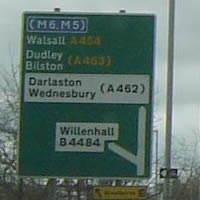 (M6, M5)
Walsall A454
Dudley
Bilston (A463)
Darlaston
Wednesbury (A462)
Willenhall
B4484